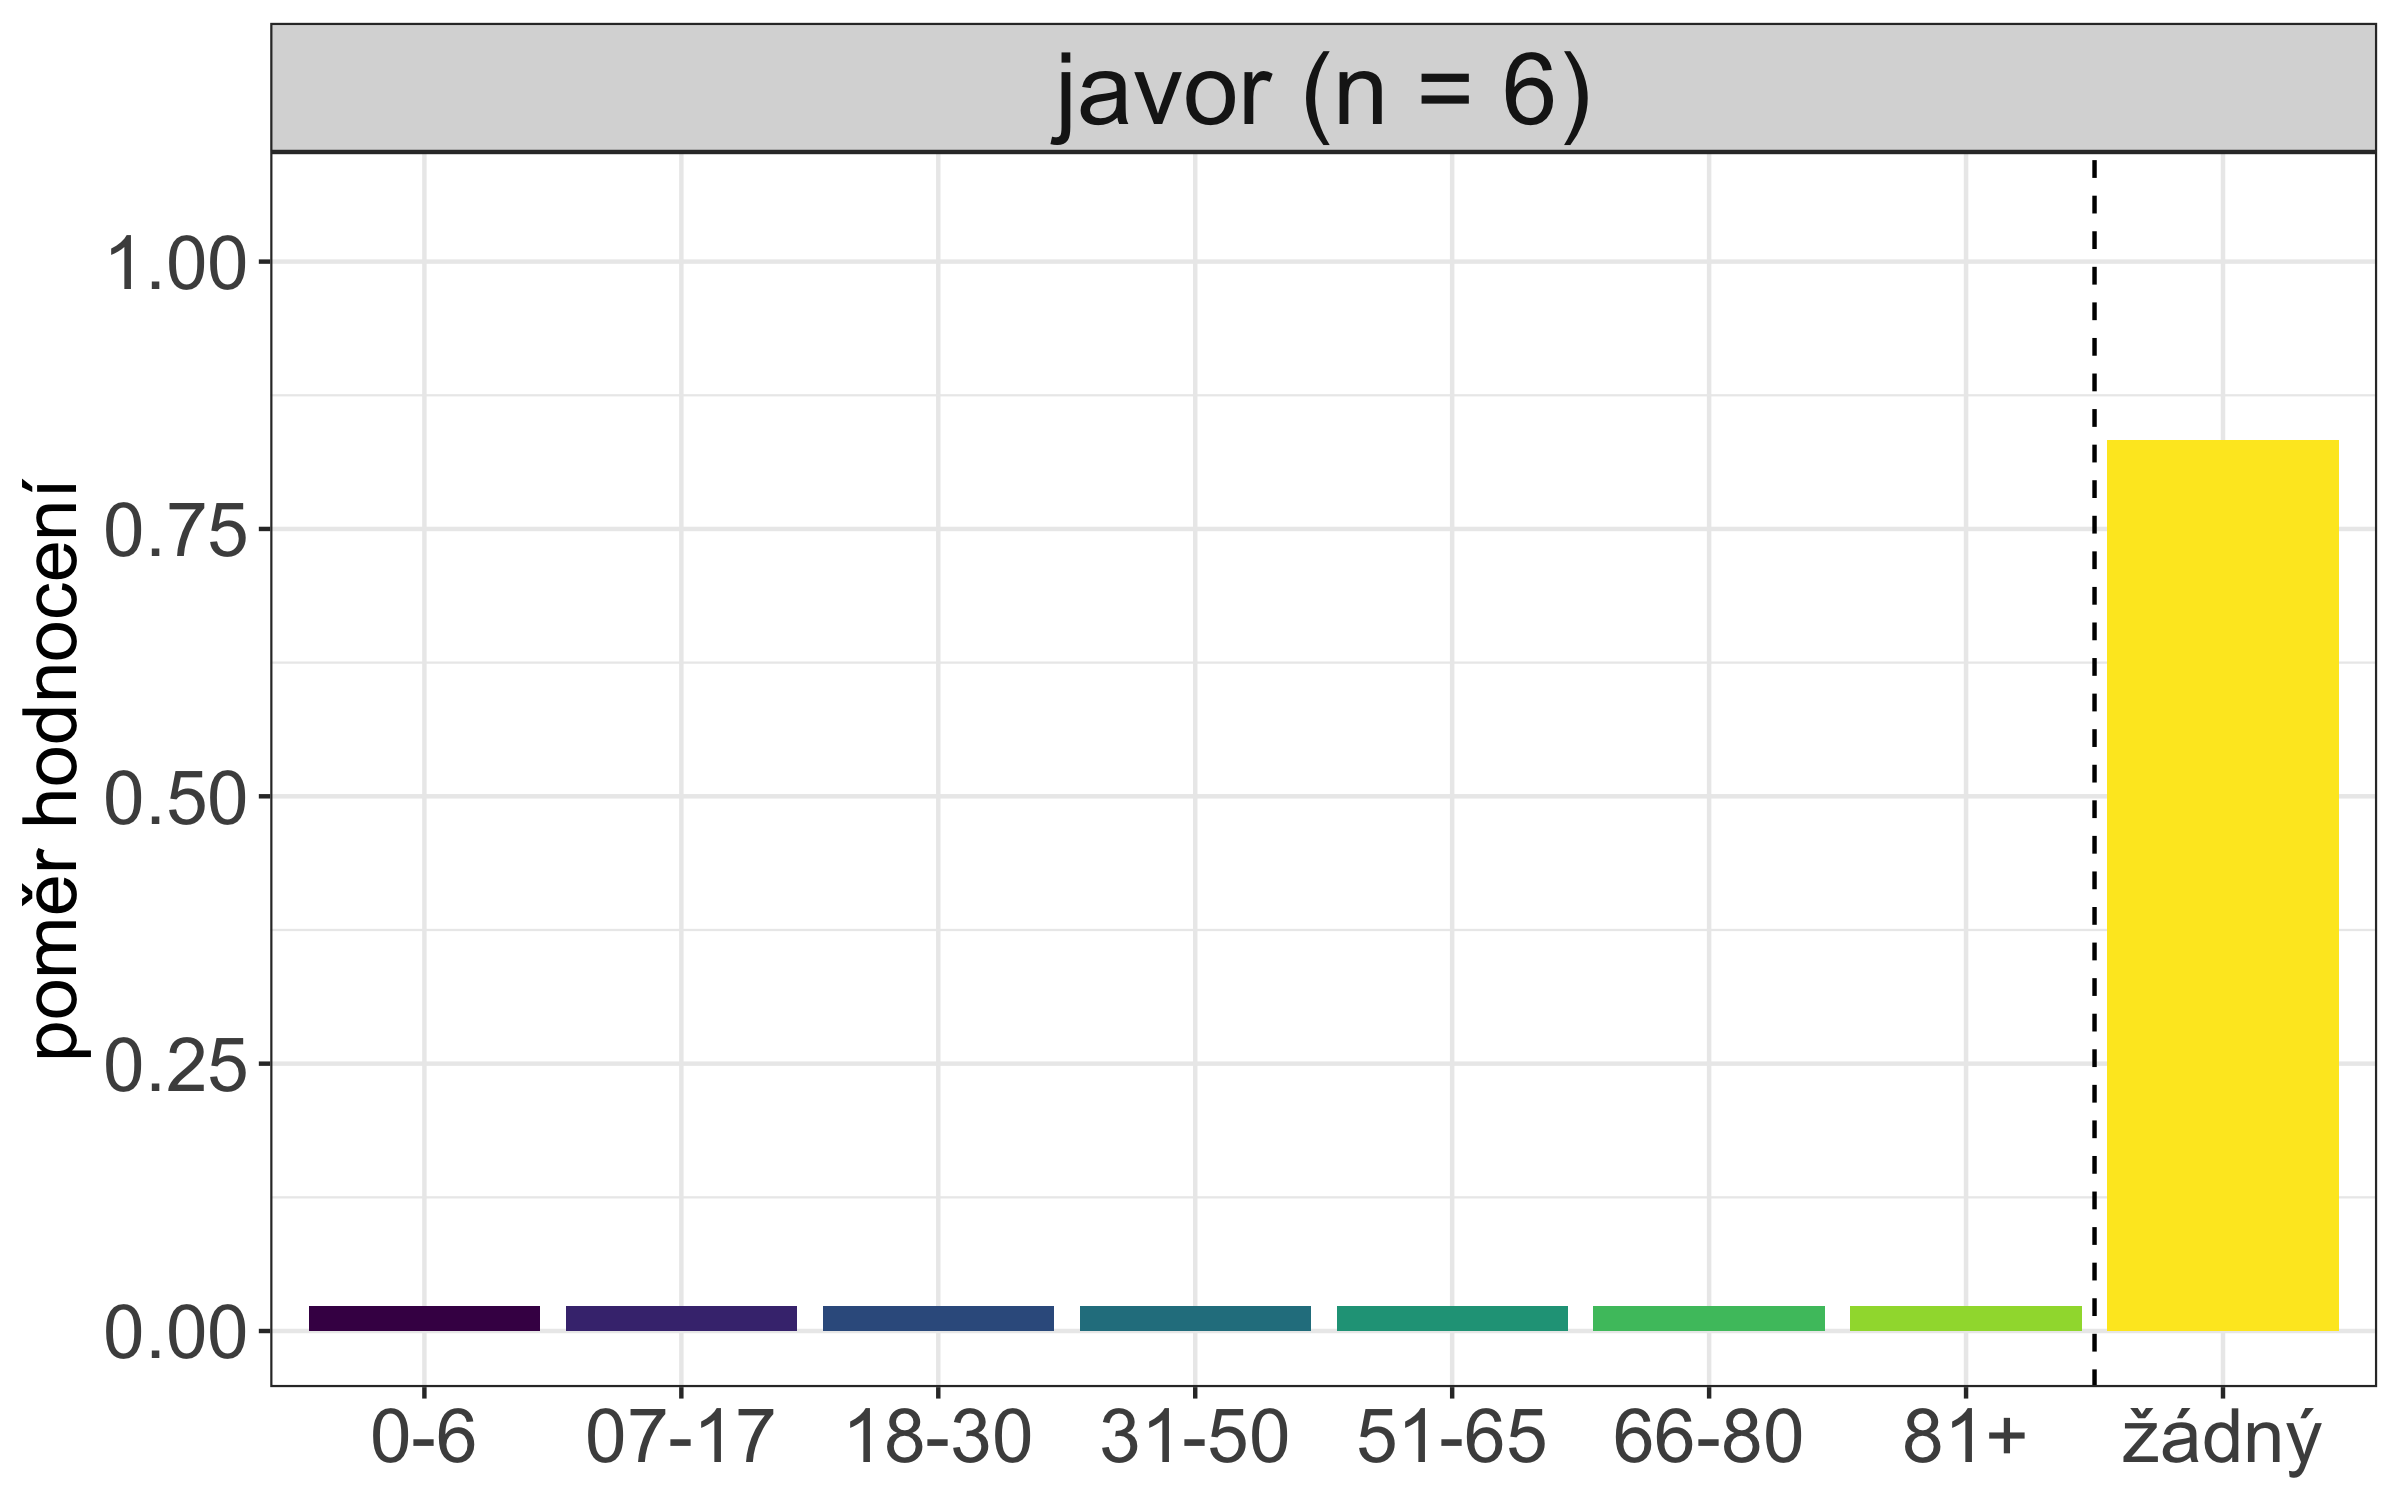 javor (n = 6)
poměr hodnocení
1.00
0.75
0.50
0.25
0.00
0-6 07-17 18-30 31-50 51-65 66-80 81+ žádný